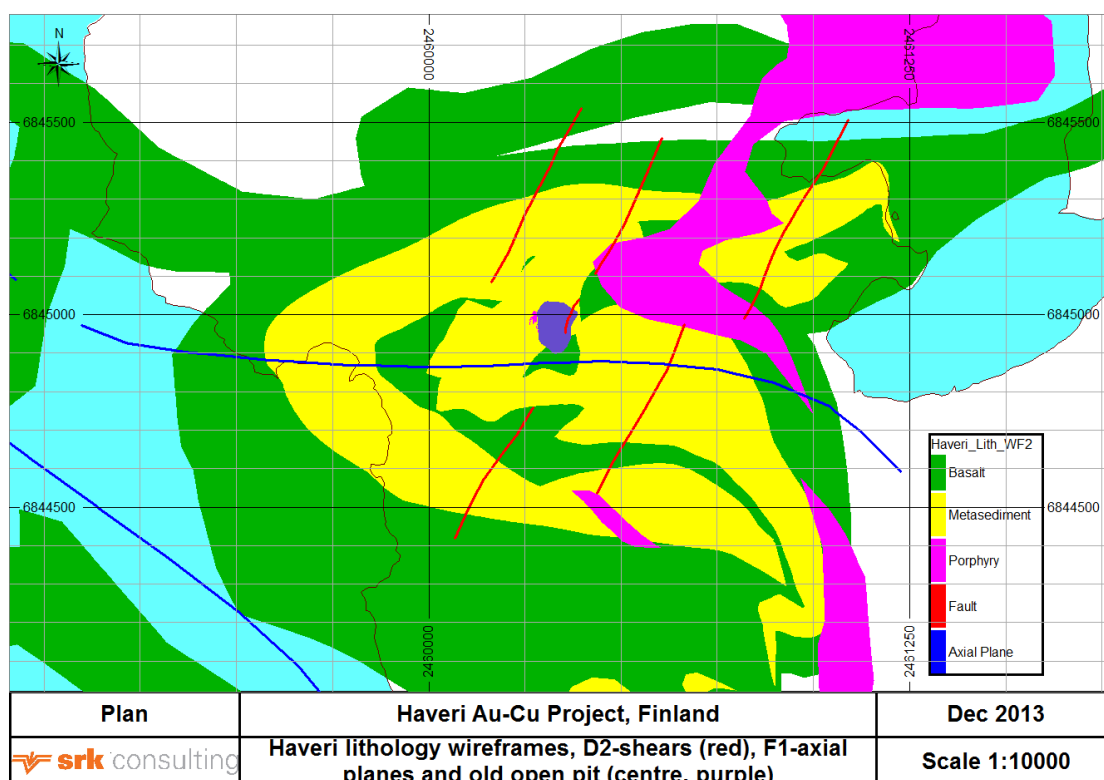 N
2460000
2461250
6845500
6845500
6845000
6845000
6844500
6844500
2460000
2461250
Haveri_Lith_WF2
Basalt
Metasediment
Porphyry
Fault
Axial Plane
Plan
Haveri Au-Cu Project, Finland
Dec 2013
srk consulting
Haveri lithology wireframes, D2-shears (red), F1-axial
planes and old open pit (centre, purple)
Scale 1:10000